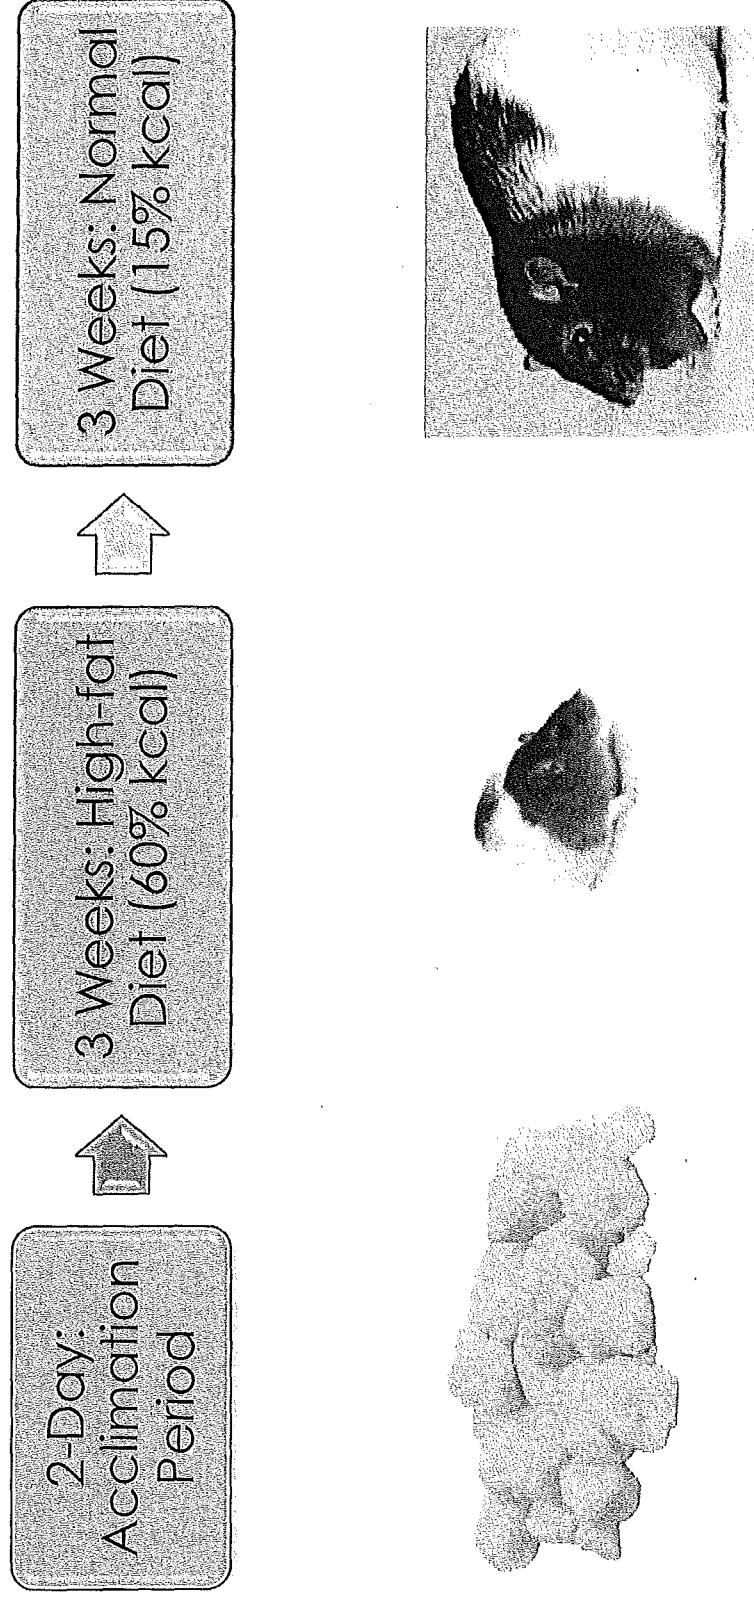 2-Day:
Acclimation
Period
3 Weeks: High-fat
Diet (60% kcal)
3 Weeks: Normal
Diet (15% kcal)